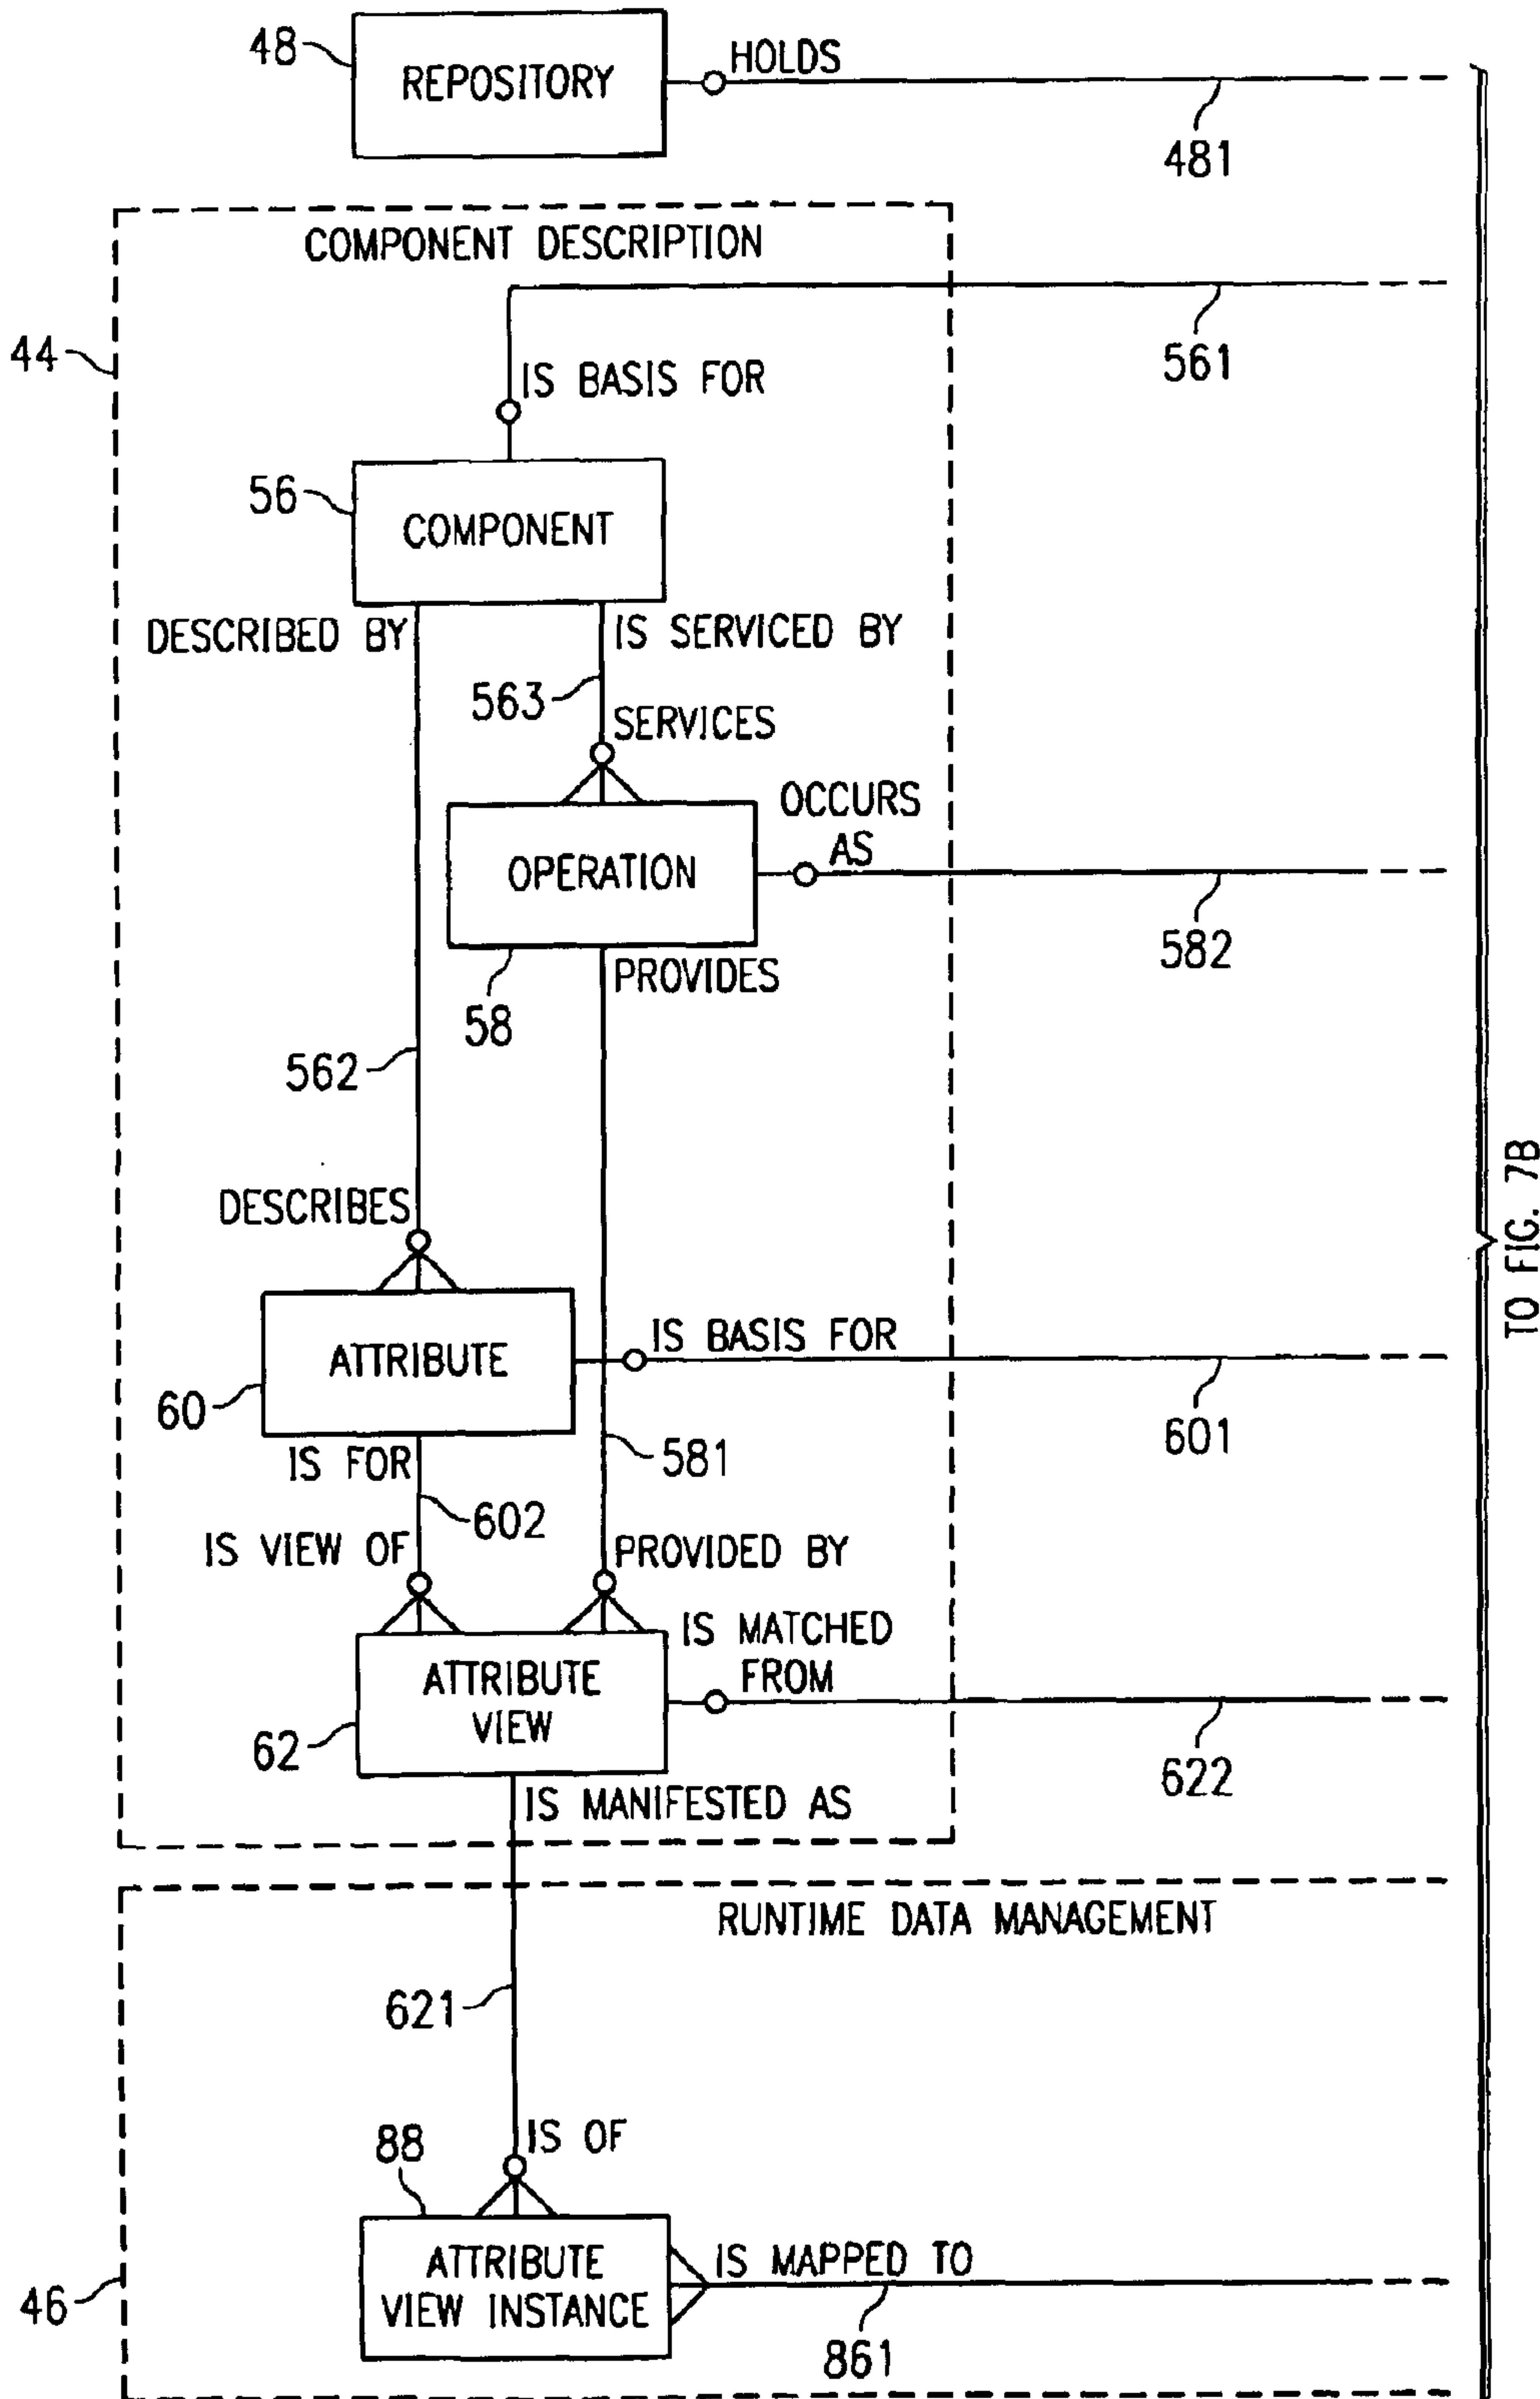 48
REPOSITORY
HOLDS
481
COMPONENT DESCRIPTION
44
561
IS BASIS FOR
56
COMPONENT
DESCRIBED BY
IS SERVICED BY
563
SERVICES
OCCURS
AS
OPERATION
582
PROVIDES
58
562
DESCRIBES
IS BASIS FOR
ATTRIBUTE
60
601
IS FOR
581
602
IS VIEW OF
PROVIDED BY
IS MATCHED
FROM
ATTRIBUTE
VIEW
62
622
IS MANIFESTED AS
RUNTIME DATA MANAGEMENT
621
88
IS OF
ATTRIBUTE
VIEW INSTANCE
IS MAPPED TO
46
861
TO FIG. 7B